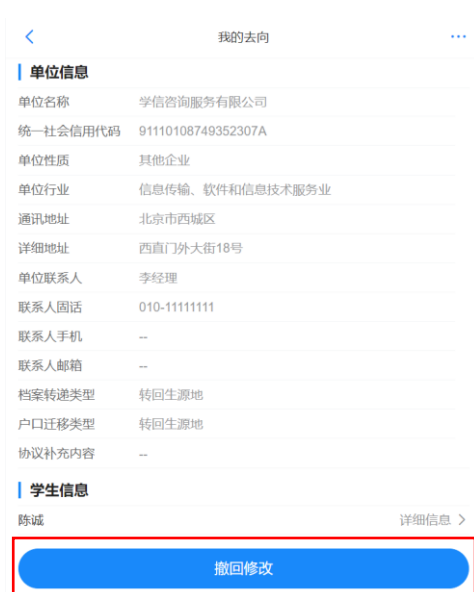 我的去向
单位信息
单位名称 学信咨询服务有限公司
统一社会信用代码 91110108749352307A
单位性质 其他企业
单位行业 信息传输、软件和信息技术服务业
通讯地址 北京市西城区
详细地址 西直门外大街18号
单位联系人 李经理
联系人固话 010-11111111
联系人手机 --
联系人邮箱 --
档案转递类型 转回生源地
户口迁移类型 转回生源地
协议补充内容 --
学生信息
陈诚 详细信息
撤回修改